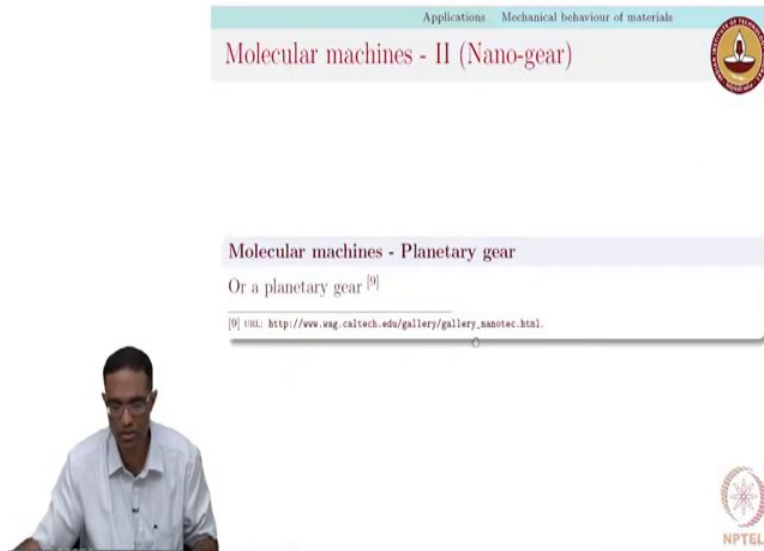 Applications Mechanical behaviour of materials
Molecular machines - II (Nano-gear)
Molecular machines - Planetary gear
Or a planetary gear [9]
[9] URL: http://www.wag.caltech.edu/gallery/gallery_nanotec.html.
NPTEL